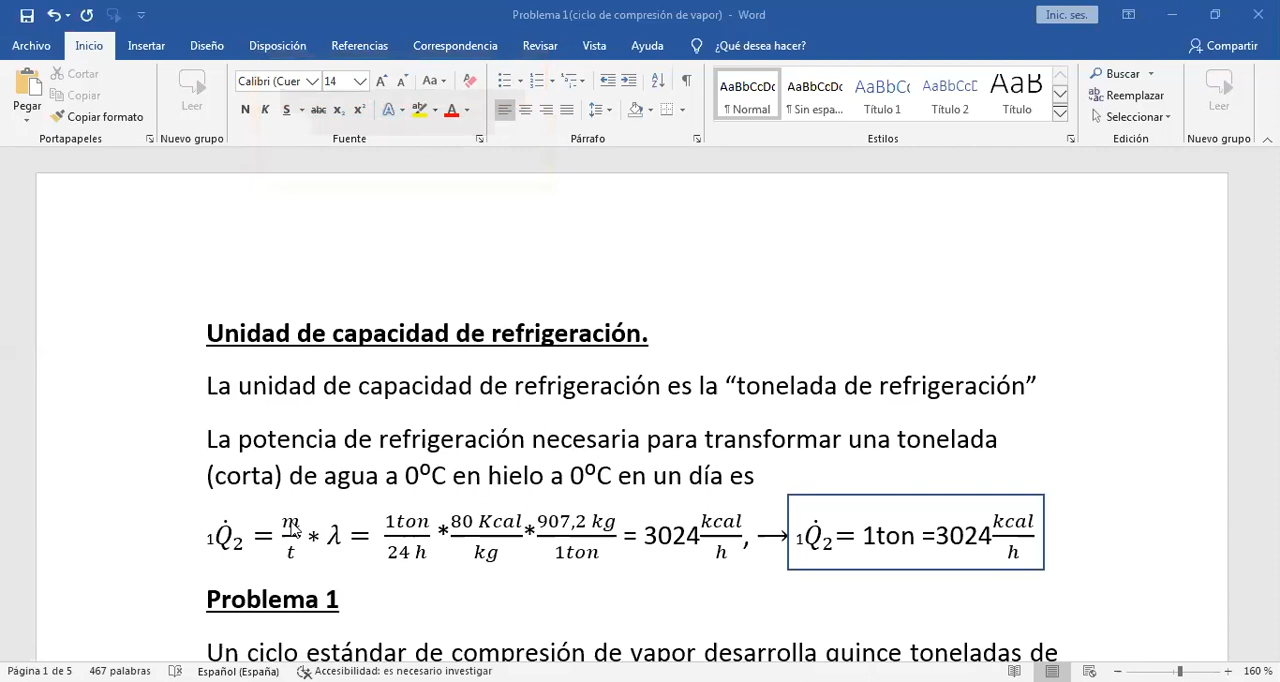 Problema 1(ciclo de compresión de vapor) - Word
Inic. ses.
Archivo Inicio Insertar Diseño Disposición Referencias Correspondencia Revisar Vista Ayuda ¿Qué desea hacer? Compartir
Pegar
Cortar
Copiar
Copiar formato
Portapapeles
Leer
Nuevo grupo
Calibri (Cuer 14
Aa
N K S abc x₂ x² A A
Fuente
Párrafo
AaBbCcDc AaBbCcDc AaBbCc AaBbCcD AaB
¶ Normal ¶ Sin espa... Título 1 Título 2 Título
Estilos
Buscar
Reemplazar
Seleccionar
Edición
Leer
Nuevo grupo
Unidad de capacidad de refrigeración.
La unidad de capacidad de refrigeración es la “tonelada de refrigeración”
La potencia de refrigeración necesaria para transformar una tonelada
(corta) de agua a 0⁰C en hielo a 0⁰C en un día es
₁Q̇₂ = m/t * λ = 1ton/24 h * 80 Kcal/kg * 907,2 kg/1ton = 3024 kcal/h, → ₁Q̇₂= 1ton =3024 kcal/h
Problema 1
Un ciclo estándar de compresión de vapor desarrolla quince toneladas de
Página 1 de 5 467 palabras Español (España) Accesibilidad: es necesario investigar 160 %